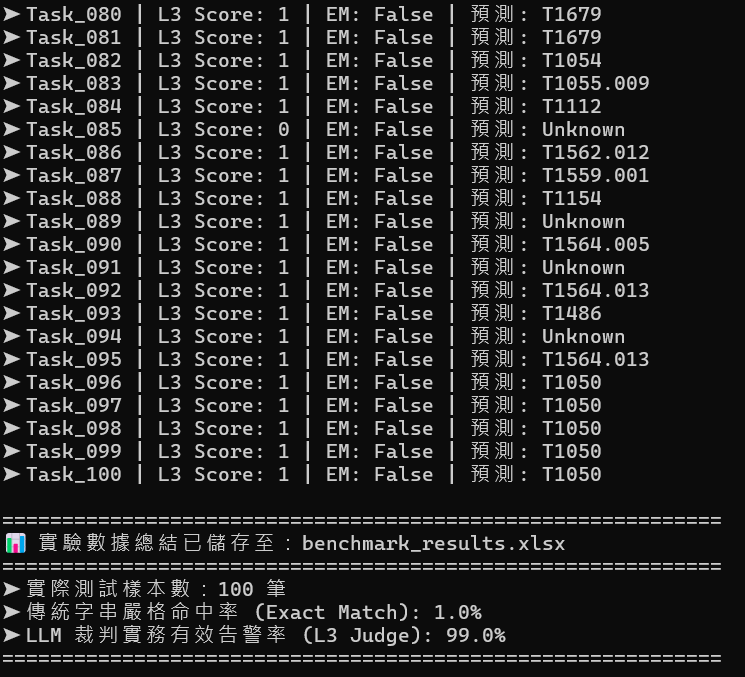 ➤ Task_080 | L3 Score: 1 | EM: False | 預測: T1679
➤ Task_081 | L3 Score: 1 | EM: False | 預測: T1679
➤ Task_082 | L3 Score: 1 | EM: False | 預測: T1054
➤ Task_083 | L3 Score: 1 | EM: False | 預測: T1055.009
➤ Task_084 | L3 Score: 1 | EM: False | 預測: T1112
➤ Task_085 | L3 Score: 0 | EM: False | 預測: Unknown
➤ Task_086 | L3 Score: 1 | EM: False | 預測: T1562.012
➤ Task_087 | L3 Score: 1 | EM: False | 預測: T1559.001
➤ Task_088 | L3 Score: 1 | EM: False | 預測: T1154
➤ Task_089 | L3 Score: 1 | EM: False | 預測: Unknown
➤ Task_090 | L3 Score: 1 | EM: False | 預測: T1564.005
➤ Task_091 | L3 Score: 1 | EM: False | 預測: Unknown
➤ Task_092 | L3 Score: 1 | EM: False | 預測: T1564.013
➤ Task_093 | L3 Score: 1 | EM: False | 預測: T1486
➤ Task_094 | L3 Score: 1 | EM: False | 預測: Unknown
➤ Task_095 | L3 Score: 1 | EM: False | 預測: T1564.013
➤ Task_096 | L3 Score: 1 | EM: False | 預測: T1050
➤ Task_097 | L3 Score: 1 | EM: False | 預測: T1050
➤ Task_098 | L3 Score: 1 | EM: False | 預測: T1050
➤ Task_099 | L3 Score: 1 | EM: False | 預測: T1050
➤ Task_100 | L3 Score: 1 | EM: False | 預測: T1050
============================================================
📊 實驗數據總結已儲存至：benchmark_results.xlsx
============================================================
➤ 實際測試樣本數：100 筆
➤ 傳統字串嚴格命中率 (Exact Match): 1.0%
➤ LLM 裁判實務有效告警率 (L3 Judge): 99.0%
============================================================